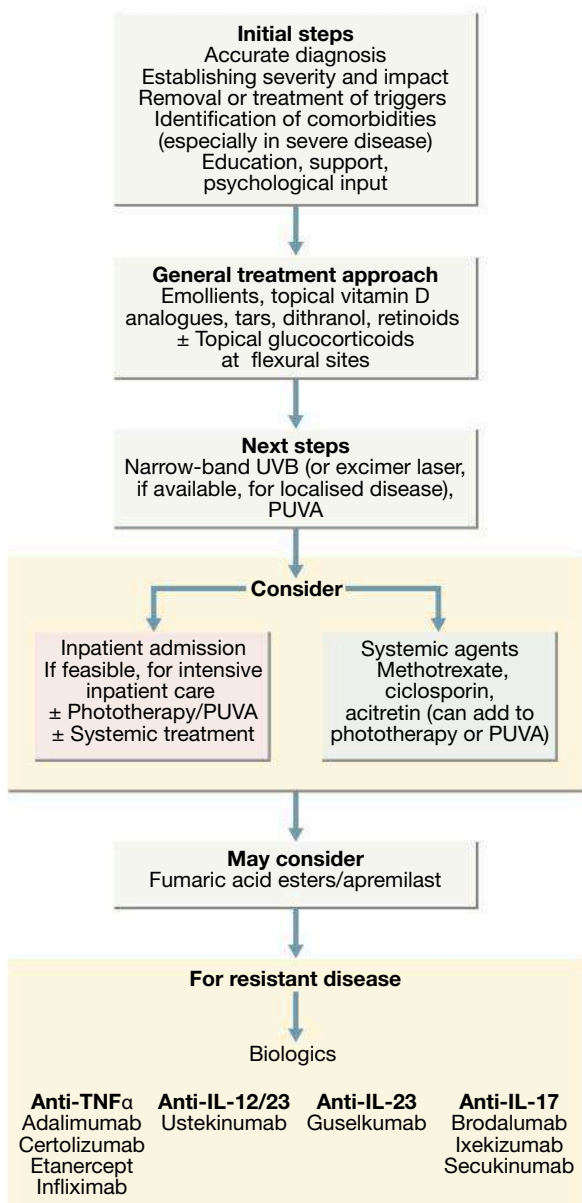 Initial steps
Accurate diagnosis
Establishing severity and impact
Removal or treatment of triggers
Identification of comorbidities
(especially in severe disease)
Education, support,
psychological input
General treatment approach
Emollients, topical vitamin D
analogues, tars, dithranol, retinoids
± Topical glucocorticoids
at flexural sites
Next steps
Narrow-band UVB (or excimer laser,
if available, for localised disease),
PUVA
Consider
Inpatient admission
If feasible, for intensive
inpatient care
± Phototherapy/PUVA
± Systemic treatment
Systemic agents
Methotrexate,
ciclosporin,
acitretin (can add to
phototherapy or PUVA)
May consider
Fumaric acid esters/apremilast
For resistant disease
Biologics
Anti-TNFα
Adalimumab
Certolizumab
Etanercept
Infliximab
Anti-IL-12/23
Ustekinumab
Anti-IL-23
Guselkumab
Anti-IL-17
Brodalumab
Ixekizumab
Secukinumab